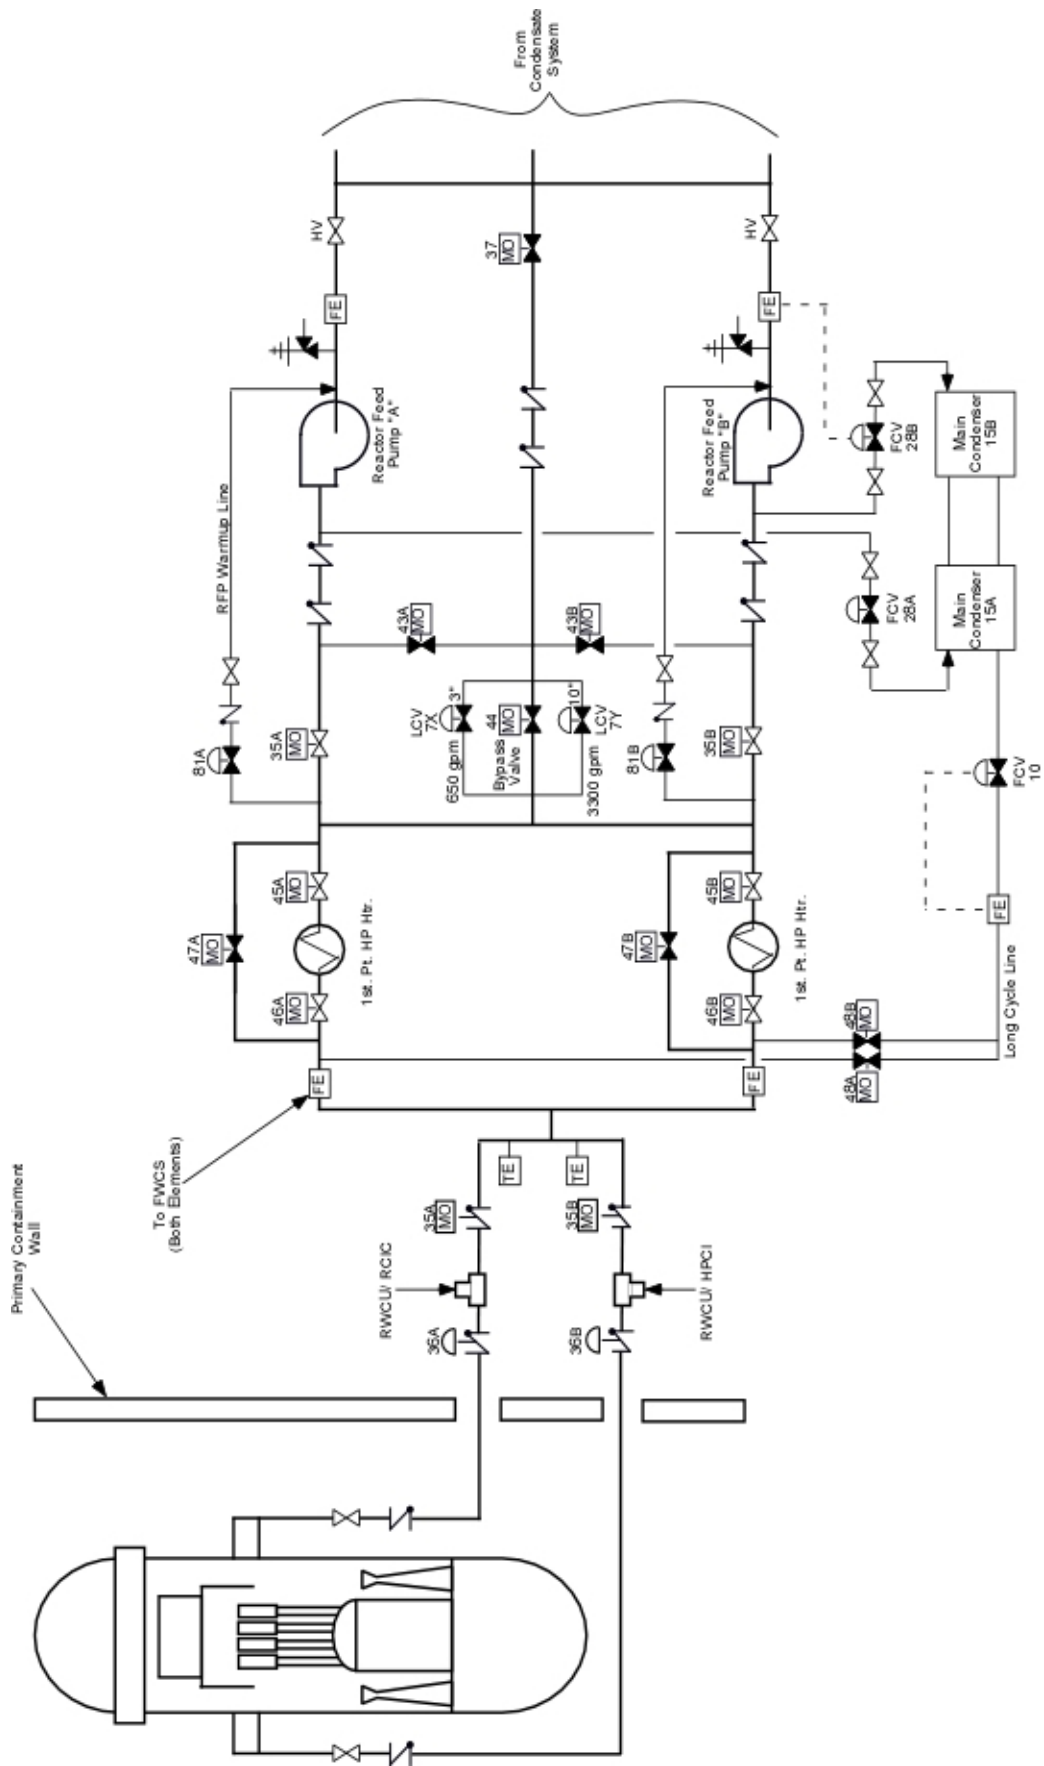 From
Condensate
System
HV
FE
37
MO
HV
FE
RFP Warmup Line
Reactor Feed
Pump "A"
Reactor Feed
Pump "B"
FCV
28B
Main
Condenser
15B
43A
MO
43B
MO
FCV
28A
Main
Condenser
15A
81A
35A
MO
LCV
7X
3"
650 gpm
44
MO
Bypass
Valve
10"
LCV
7Y
3300 gpm
81B
35B
MO
FCV
10
47A
MO
45A
MO
46A
MO
1st. Pt. HP Htr.
47B
MO
45B
MO
46B
MO
1st. Pt. HP Htr.
FE
Long Cycle Line
48B
MO
48A
MO
FE
FE
To FWCS
(Both Elements)
TE
TE
35A
MO
35B
MO
RWCU/ RCIC
RWCU/ HPCI
36A
36B
Primary Containment
Wall